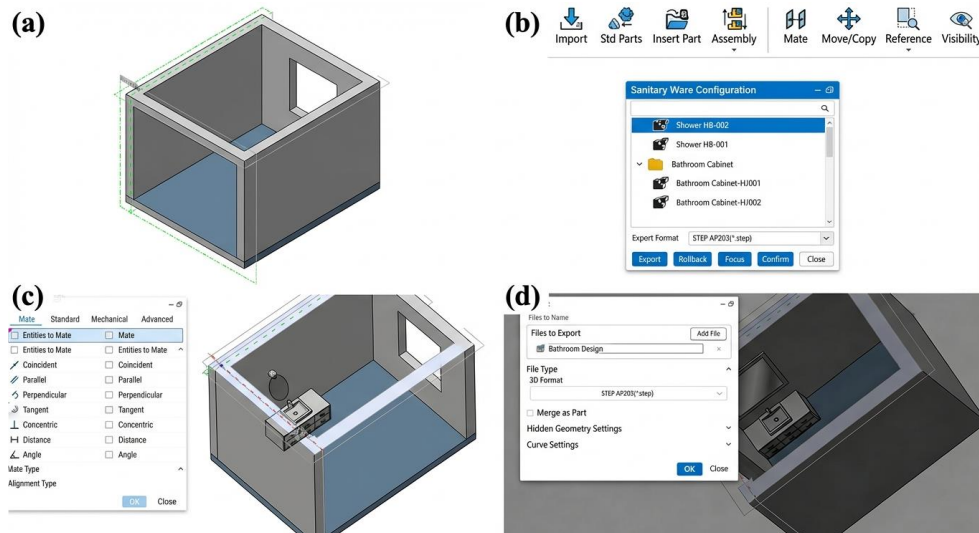 (a)
(b)
Import Std Parts Insert Part Assembly Mate Move/Copy Reference Visibility
Sanitary Ware Configuration
Shower HB-002
Shower HB-001
Bathroom Cabinet
Bathroom Cabinet-HJ001
Bathroom Cabinet-HJ002
Expert Format STEP AP203(*.step)
Export Rollback Focus Confirm Close
(c)
Mate Standard Mechanical Advanced
Entities to Mate Mate
Entities to Mate Entities to Mate
Coincident Coincident
Parallel Parallel
Perpendicular Perpendicular
Tangent Tangent
Concentric Concentric
Distance Distance
Angle Angle
Mate Type
Alignment Type
OK Close
(d)
Files to Name
Files to Export Add File
Bathroom Design
File Type
3D Format
STEP AP203(*step)
Merge as Part
Hidden Geometry Settings
Curve Settings
OK Close